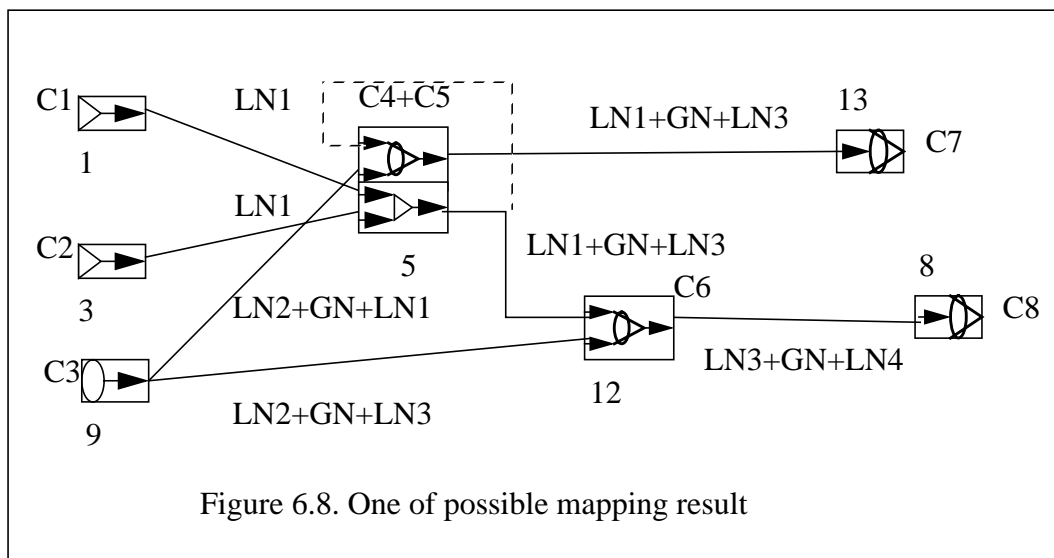 C1
LN1
C4+C5
13
LN1+GN+LN3
C7
1
LN1
C2
5
LN1+GN+LN3
8
3
LN2+GN+LN1
C6
C8
C3
LN3+GN+LN4
12
9
LN2+GN+LN3
Figure 6.8. One of possible mapping result